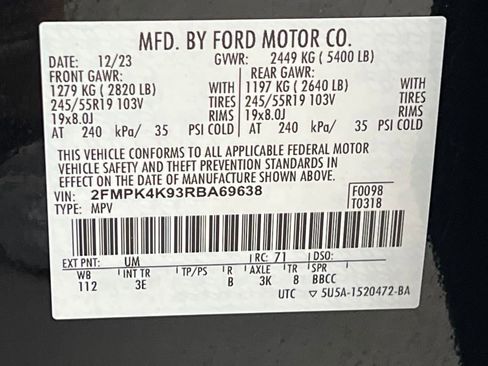 MFD. BY FORD MOTOR CO.
DATE: 12/23 GVWR: 2449 KG (5400 LB)
FRONT GAWR: REAR GAWR:
1279 KG (2820 LB) WITH 1197 KG (2640 LB) WITH
245/55R19 103V TIRES 245/55R19 103V TIRES
19x8.0J RIMS 19x8.0J RIMS
AT 240 kPa/ 35 PSI COLD AT 240 kPa/ 35 PSI COLD
THIS VEHICLE CONFORMS TO ALL APPLICABLE FEDERAL MOTOR
VEHICLE SAFETY AND THEFT PREVENTION STANDARDS IN
EFFECT ON THE DATE OF MANUFACTURE SHOWN ABOVE.
VIN: 2FMPK4K93RBA69638 F0098
TYPE: MPV T0318
EXT PNT: UM RC: 71 DSO:
WB INT TR TP/PS R AXLE TR SPR
112 3E B 3K 8 BBCC
UTC ▽ 5U5A-1520472-BA